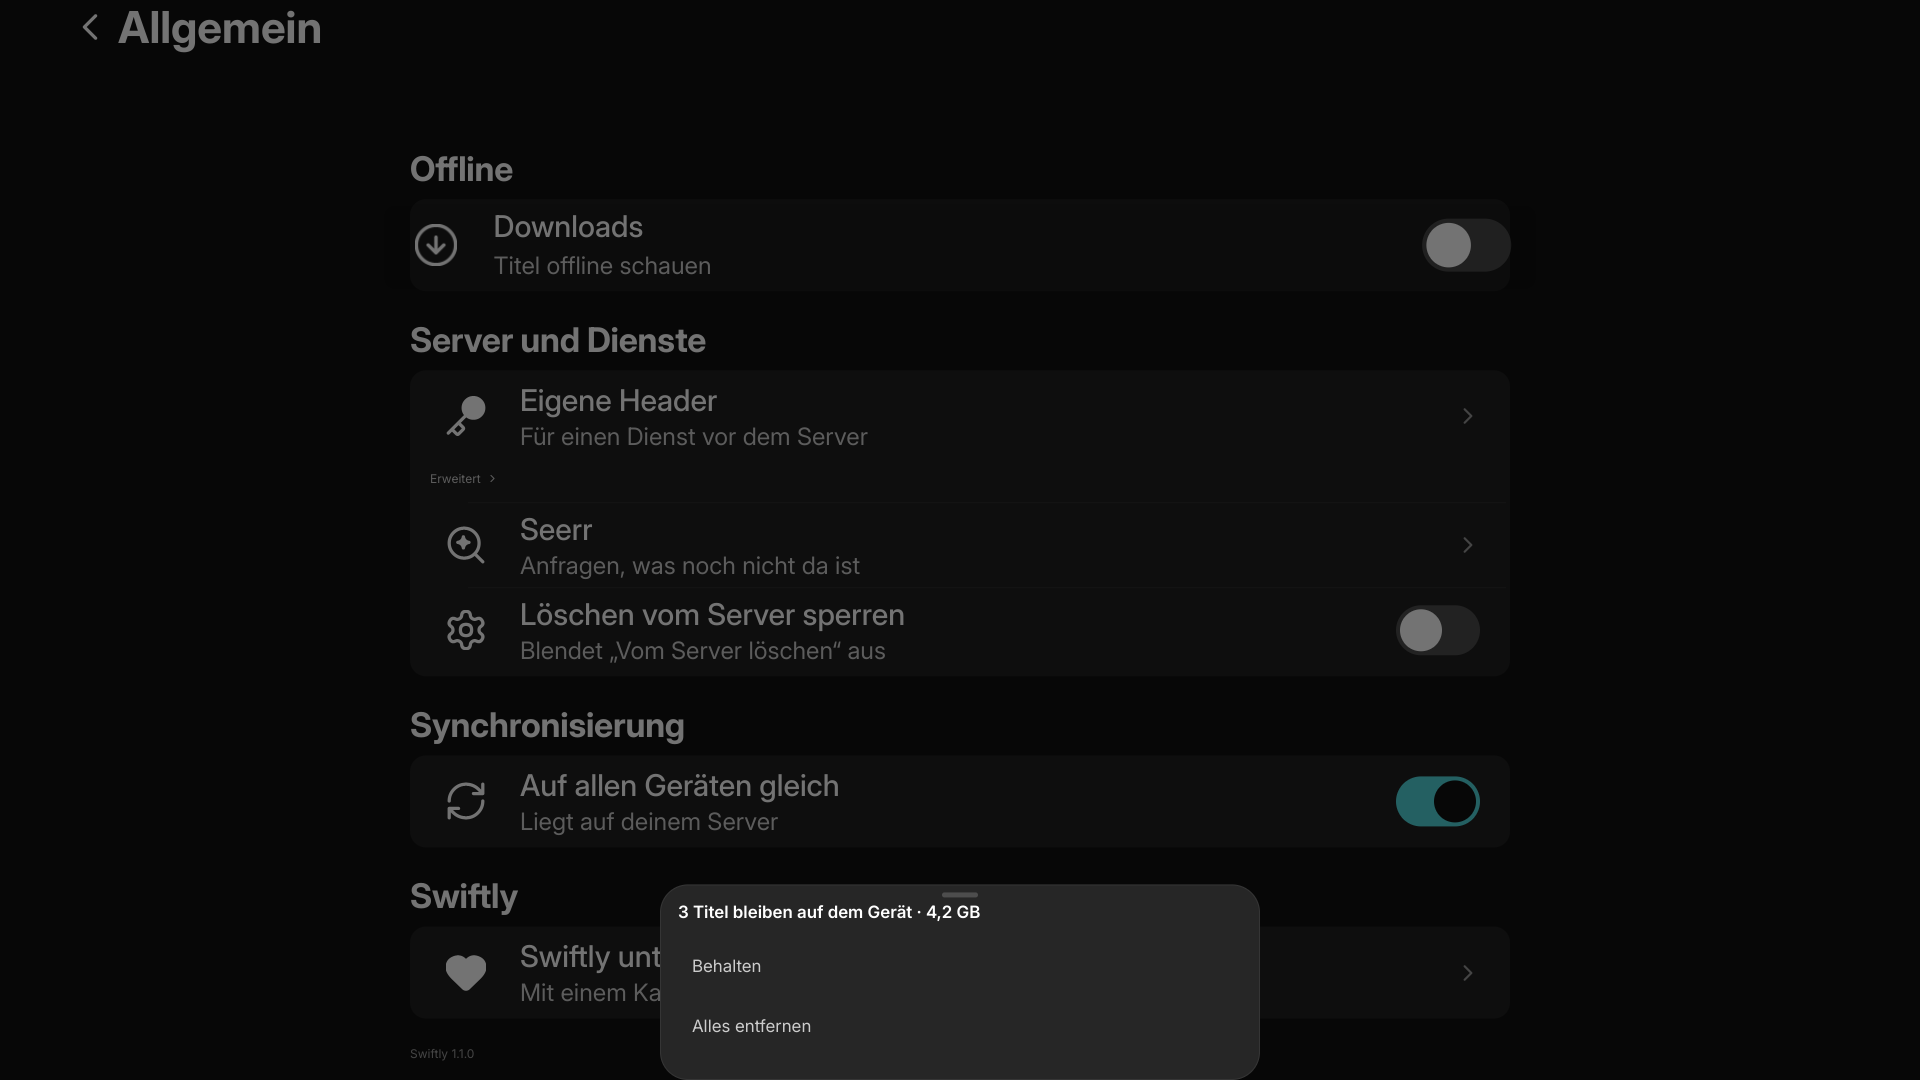 Allgemein
Offline
Downloads
Titel offline schauen
Server und Dienste
Eigene Header
Für einen Dienst vor dem Server
Erweitert
Seerr
Anfragen, was noch nicht da ist
Löschen vom Server sperren
Blendet „Vom Server löschen“ aus
Synchronisierung
Auf allen Geräten gleich
Liegt auf deinem Server
Swiftly
Swiftly unt
Mit einem Ka
3 Titel bleiben auf dem Gerät · 4,2 GB
Behalten
Alles entfernen
Swiftly 1.1.0